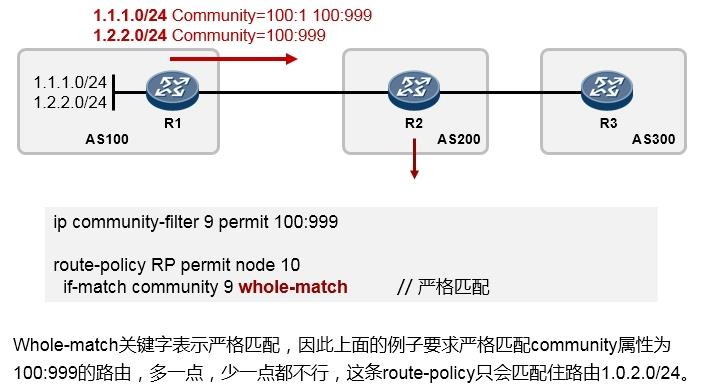 1.1.1.0/24 Community=100:1 100:999
1.2.2.0/24 Community=100:999
1.1.1.0/24
1.2.2.0/24
R1
R2
R3
AS100
AS200
AS300
ip community-filter 9 permit 100:999
route-policy RP permit node 10
if-match community 9 whole-match // 严格匹配
Whole-match关键字表示严格匹配，因此上面的例子要求严格匹配community属性为
100:999的路由，多一点，少一点都不行，这条route-policy只会匹配住路由1.0.2.0/24。